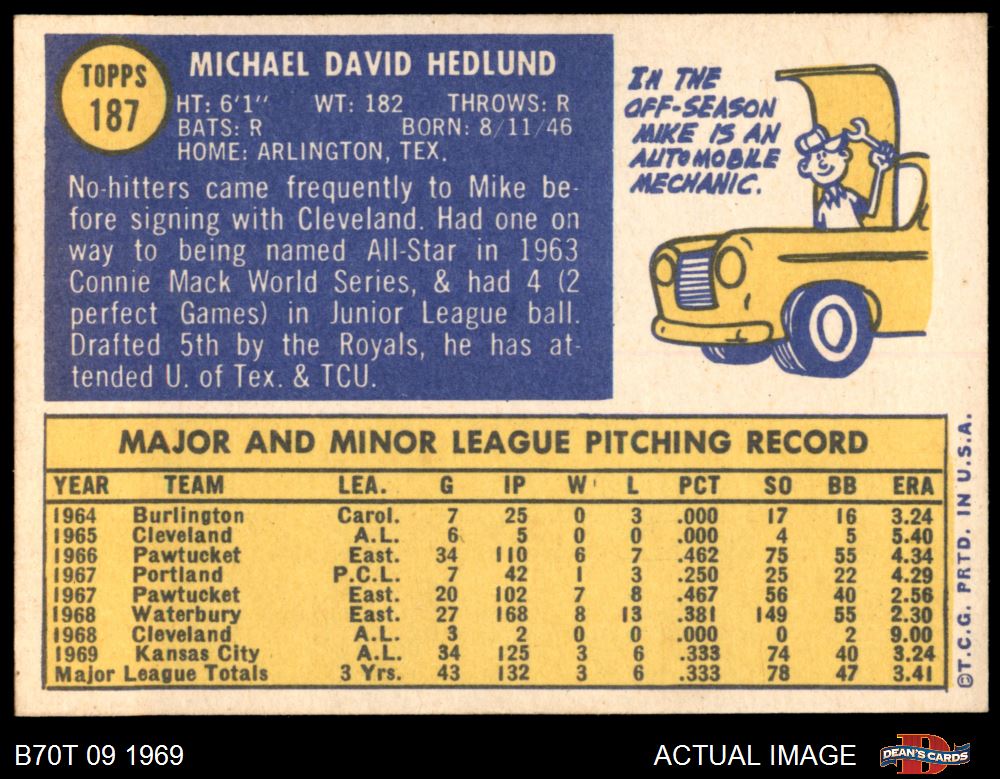 TOPPS
187
MICHAEL DAVID HEDLUND
HT: 6'1" WT: 182 THROWS: R
BATS: R BORN: 8/11/46
HOME: ARLINGTON, TEX.
No-hitters came frequently to Mike be-
fore signing with Cleveland. Had one on
way to being named All-Star in 1963
Connie Mack World Series, & had 4 (2
perfect Games) in Junior League ball.
Drafted 5th by the Royals, he has at-
tended U. of Tex. & TCU.
IN THE
OFF-SEASON
MIKE IS AN
AUTOMOBILE
MECHANIC.
MAJOR AND MINOR LEAGUE PITCHING RECORD
YEAR TEAM LEA. G IP W L PCT SO BB ERA
1964 Burlington Carol. 7 25 0 3 .000 17 16 3.24
1965 Cleveland A.L. 6 5 0 0 .000 4 5 5.40
1966 Pawtucket East. 34 110 6 7 .462 75 55 4.34
1967 Portland P.C.L. 7 42 1 3 .250 25 22 4.29
1967 Pawtucket East. 20 102 7 8 .467 56 40 2.56
1968 Waterbury East. 27 168 8 13 .381 149 55 2.30
1968 Cleveland A.L. 3 2 0 0 .000 0 2 9.00
1969 Kansas City A.L. 34 125 3 6 .333 74 40 3.24
Major League Totals 3 Yrs. 43 132 3 6 .333 78 47 3.41
©T.C.G. PRTD. IN U.S.A.
B70T 09 1969
ACTUAL IMAGE
D
DEAN'S CARDS